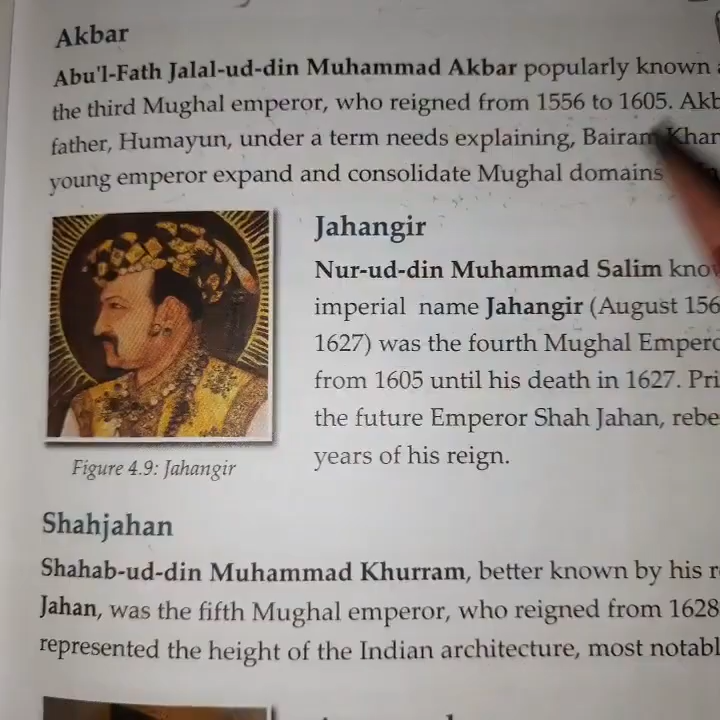 Akbar
Abu'l-Fath Jalal-ud-din Muhammad Akbar popularly known
the third Mughal emperor, who reigned from 1556 to 1605.
father, Humayun, under a term needs explaining, Bairam
young emperor expand and consolidate Mughal domains
Jahangir
Nur-ud-din Muhammad Salim
imperial name Jahangir (August
1627) was the fourth Mughal
from 1605 until his death in 1627.
the future Emperor Shah Jahan,
years of his reign.
Figure 4.9: Jahangir
Shahjahan
Shahab-ud-din Muhammad Khurram, better known by his
Jahan, was the fifth Mughal emperor, who reigned from 1628
represented the height of the Indian architecture, most